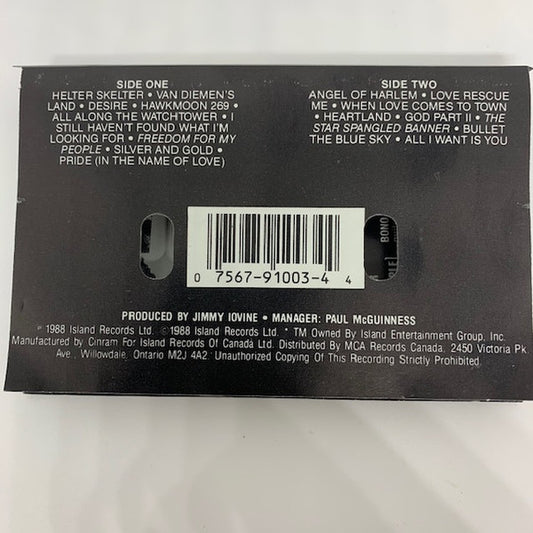 SIDE ONE
HELTER SKELTER • VAN DIEMEN'S
LAND • DESIRE • HAWKMOON 269 •
ALL ALONG THE WATCHTOWER • I
STILL HAVEN'T FOUND WHAT I'M
LOOKING FOR • FREEDOM FOR MY
PEOPLE • SILVER AND GOLD •
PRIDE (IN THE NAME OF LOVE)
SIDE TWO
ANGEL OF HARLEM • LOVE RESCUE
ME • WHEN LOVE COMES TO TOWN
• HEARTLAND • GOD PART II • THE
STAR SPANGLED BANNER • BULLET
THE BLUE SKY • ALL I WANT IS YOU
BONO
0 7567-91003-4 4
PRODUCED BY JIMMY IOVINE • MANAGER: PAUL McGUINNESS
℗ 1988 Island Records Ltd. ©1988 Island Records Ltd. * TM Owned By Island Entertainment Group, Inc.
Manufactured by Cinram For Island Records Of Canada Ltd. Distributed By MCA Records Canada, 2450 Victoria Pk.
Ave., Willowdale, Ontario M2J 4A2. Unauthorized Copying Of This Recording Strictly Prohibited.